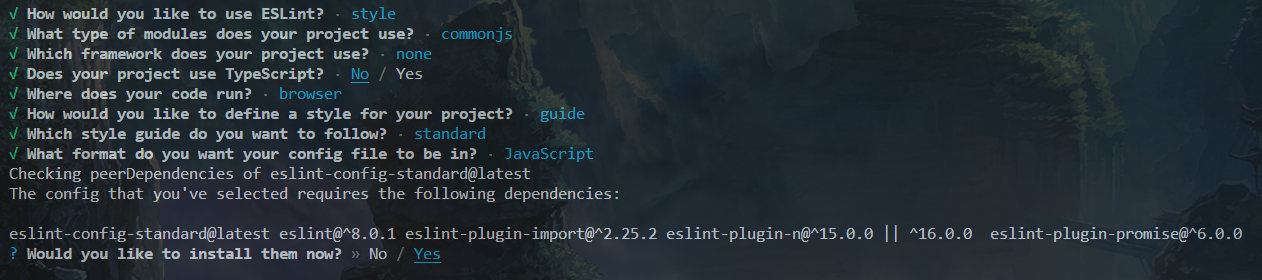 √ How would you like to use ESLint? · style
√ What type of modules does your project use? · commonjs
√ Which framework does your project use? · none
√ Does your project use TypeScript? · No / Yes
√ Where does your code run? · browser
√ How would you like to define a style for your project? · guide
√ Which style guide do you want to follow? · standard
√ What format do you want your config file to be in? · JavaScript
Checking peerDependencies of eslint-config-standard@latest
The config that you've selected requires the following dependencies:
eslint-config-standard@latest eslint@^8.0.1 eslint-plugin-import@^2.25.2 eslint-plugin-n@^15.0.0 || ^16.0.0  eslint-plugin-promise@^6.0.0
? Would you like to install them now? » No / Yes